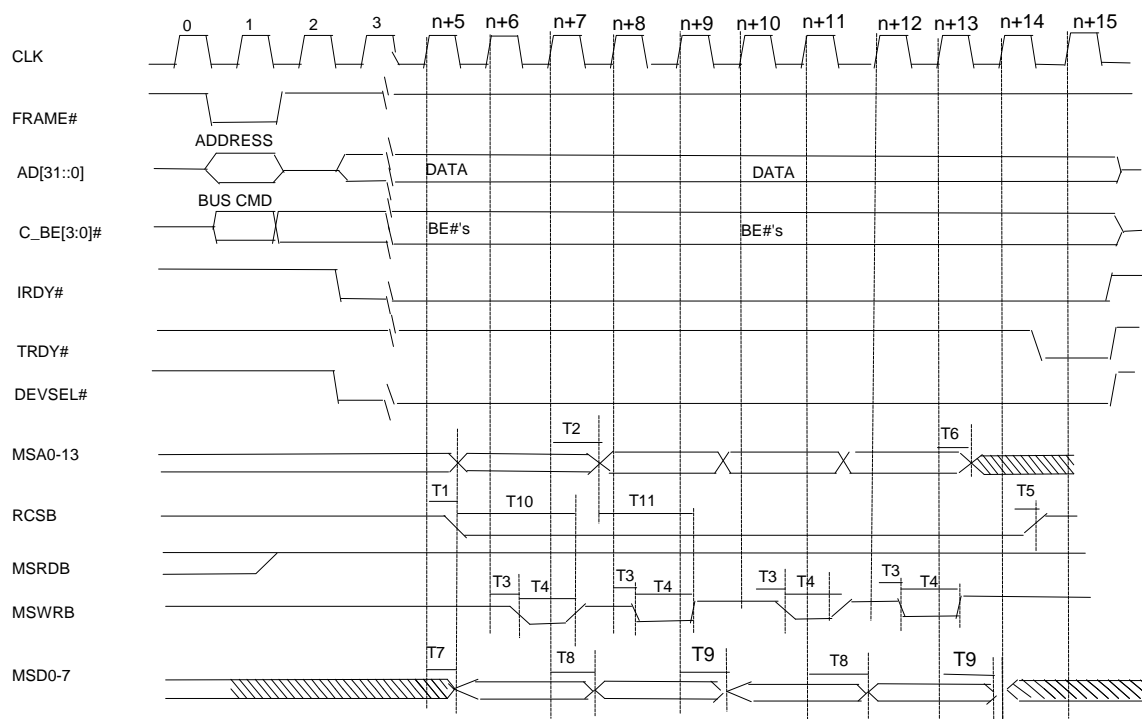 0 1 2 3 n+5 n+6 n+7 n+8 n+9 n+10 n+11 n+12 n+13 n+14 n+15
CLK
FRAME#
ADDRESS
AD[31::0] DATA DATA
BUS CMD
C_BE[3:0]# BE#'s BE#'s
IRDY#
TRDY#
DEVSEL#
T2 T6
MSA0-13
T1 T10 T11 T5
RCSB
MSRDB
T3 T4 T3 T4 T3 T4 T3 T4
MSWRB
T7 T8 T9 T8 T9
MSD0-7